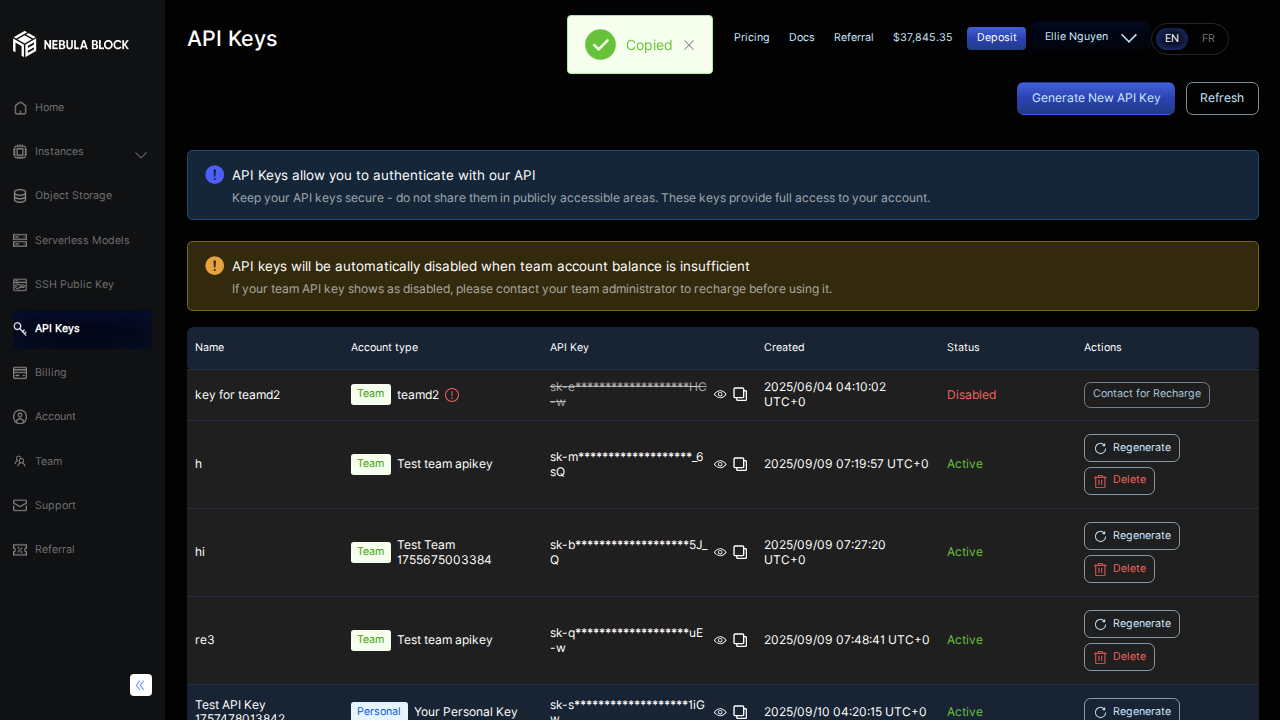 NEBULA BLOCK
API Keys
Copied
Pricing
Docs
Referral
$37,845.35
Deposit
Ellie Nguyen
EN
FR
Home
Instances
Object Storage
Serverless Models
SSH Public Key
API Keys
Billing
Account
Team
Support
Referral
Generate New API Key
Refresh
API Keys allow you to authenticate with our API
Keep your API keys secure - do not share them in publicly accessible areas. These keys provide full access to your account.
API keys will be automatically disabled when team account balance is insufficient
If your team API key shows as disabled, please contact your team administrator to recharge before using it.
Name Account type API Key Created Status Actions
key for teamd2
Team teamd2
sk-e*******************HC
-w
2025/06/04 04:10:02
UTC+0
Disabled
Contact for Recharge
h
Team Test team apikey
sk-m*******************_6
sQ
2025/09/09 07:19:57 UTC+0
Active
Regenerate
Delete
hi
Team Test Team
1755675003384
sk-b*******************5J_
Q
2025/09/09 07:27:20
UTC+0
Active
Regenerate
Delete
re3
Team Test team apikey
sk-q*******************uE
-w
2025/09/09 07:48:41 UTC+0
Active
Regenerate
Delete
Test API Key
1757478013842
Personal Your Personal Key
sk-s*******************1iG
w
2025/09/10 04:20:15 UTC+0
Active
Regenerate